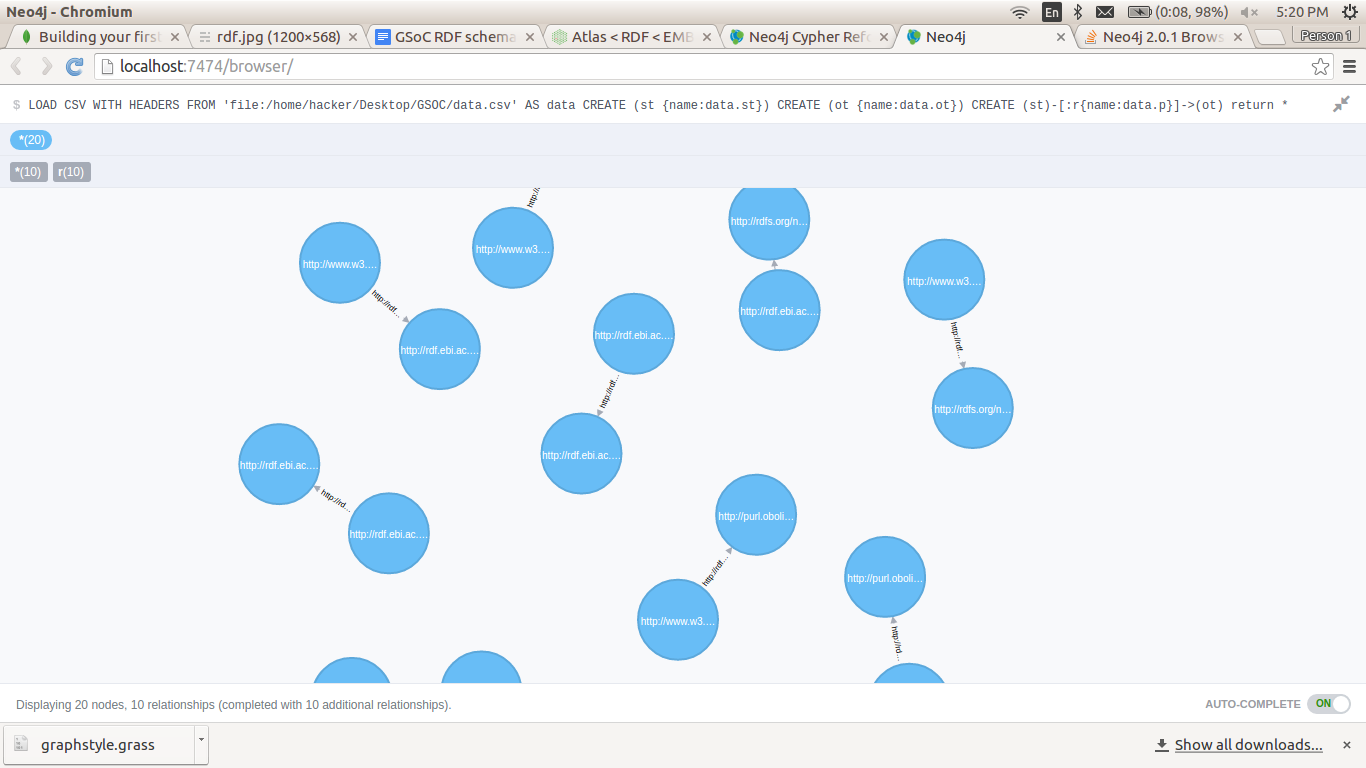 Neo4j - Chromium
En
(0:08, 98%)
5:20 PM
Building your firs
rdf.jpg (1200×568)
GSoC RDF schema
Atlas < RDF < EMB
Neo4j Cypher Ref
Neo4j
Neo4j 2.0.1 Brows
Person 1
localhost:7474/browser/
$ LOAD CSV WITH HEADERS FROM 'file:/home/hacker/Desktop/GSOC/data.csv' AS data CREATE (st {name:data.st}) CREATE (ot {name:data.ot}) CREATE (st)-[:r{name:data.p}]->(ot) return *
*(20)
*(10) r(10)
http://www.w3....
http://rdf...
http://rdf.ebi.ac....
http://www.w3....
http://rdfs.org/n...
http://rdf.ebi.ac....
http://www.w3....
http://rdf...
http://rdfs.org/n...
http://rdf.ebi.ac....
http://rdf...
http://rdf.ebi.ac....
http://rdf.ebi.ac....
http://rd...
http://rdf.ebi.ac....
http://purl.oboli...
http://rdf...
http://www.w3....
http://purl.oboli...
http://rd...
Displaying 20 nodes, 10 relationships (completed with 10 additional relationships).
AUTO-COMPLETE ON
graphstyle.grass
Show all downloads...